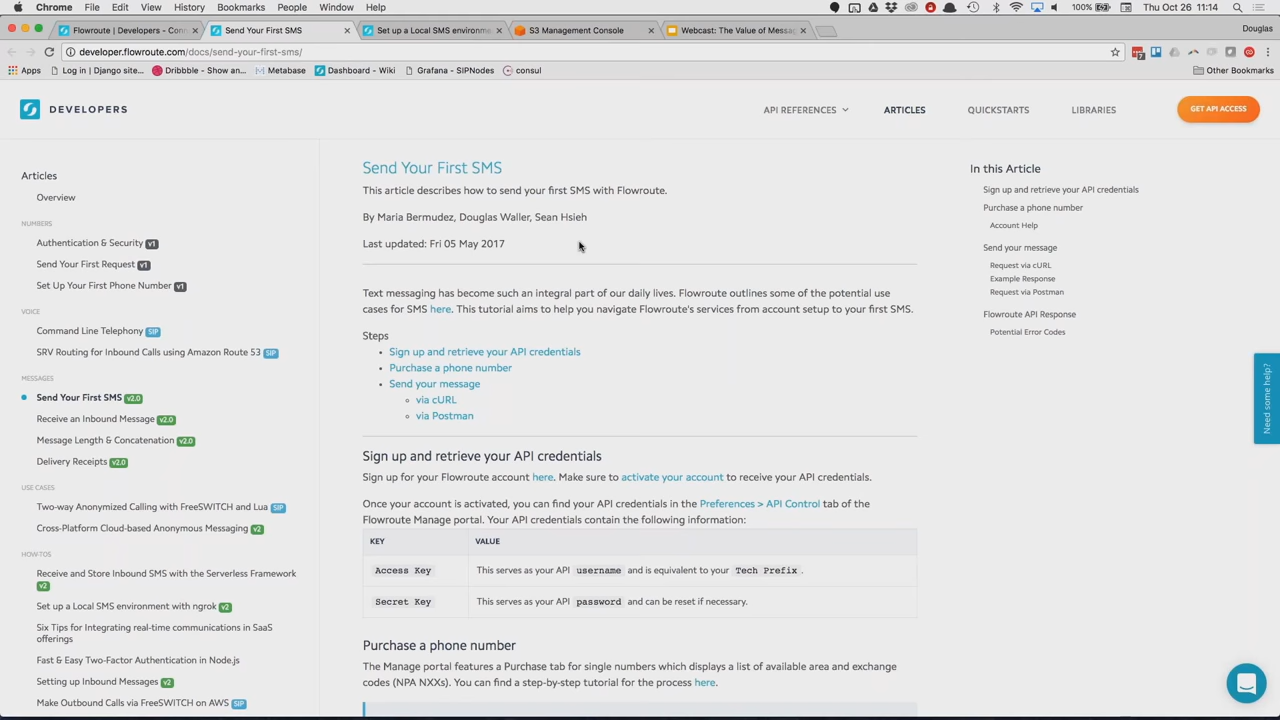 Chrome File Edit View History Bookmarks People Window Help 100% Thu Oct 26 11:14
Flowroute | Developers - Conn Send Your First SMS Set up a Local SMS environme S3 Management Console Webcast: The Value of Messag Douglas
developer.flowroute.com/docs/send-your-first-sms/
Apps Log in | Django site... Dribbble - Show an... Metabase Dashboard - Wiki Grafana - SIPNodes consul Other Bookmarks
DEVELOPERS API REFERENCES ARTICLES QUICKSTARTS LIBRARIES GET API ACCESS
Articles
Overview
NUMBERS
Authentication & Security v1
Send Your First Request v1
Set Up Your First Phone Number v1
VOICE
Command Line Telephony SIP
SRV Routing for Inbound Calls using Amazon Route 53 SIP
MESSAGES
Send Your First SMS v2.0
Receive an Inbound Message v2.0
Message Length & Concatenation v2.0
Delivery Receipts v2.0
USE CASES
Two-way Anonymized Calling with FreeSWITCH and Lua SIP
Cross-Platform Cloud-based Anonymous Messaging v2
HOW-TOS
Receive and Store Inbound SMS with the Serverless Framework
v2
Set up a Local SMS environment with ngrok v2
Six Tips for Integrating real-time communications in SaaS
offerings
Fast & Easy Two-Factor Authentication in Node.js
Setting up Inbound Messages v2
Make Outbound Calls via FreeSWITCH on AWS SIP
Send Your First SMS
This article describes how to send your first SMS with Flowroute.
By Maria Bermudez, Douglas Waller, Sean Hsieh
Last updated: Fri 05 May 2017
Text messaging has become such an integral part of our daily lives. Flowroute outlines some of the potential use
cases for SMS here. This tutorial aims to help you navigate Flowroute's services from account setup to your first SMS.
Steps
• Sign up and retrieve your API credentials
• Purchase a phone number
• Send your message
via cURL
via Postman
Sign up and retrieve your API credentials
Sign up for your Flowroute account here. Make sure to activate your account to receive your API credentials.
Once your account is activated, you can find your API credentials in the Preferences > API Control tab of the
Flowroute Manage portal. Your API credentials contain the following information:
KEY VALUE
Access Key This serves as your API username and is equivalent to your Tech Prefix.
Secret Key This serves as your API password and can be reset if necessary.
Purchase a phone number
The Manage portal features a Purchase tab for single numbers which displays a list of available area and exchange
codes (NPA NXXs). You can find a step-by-step tutorial for the process here.
In this Article
Sign up and retrieve your API credentials
Purchase a phone number
Account Help
Send your message
Request via cURL
Example Response
Request via Postman
Flowroute API Response
Potential Error Codes
Need some help?